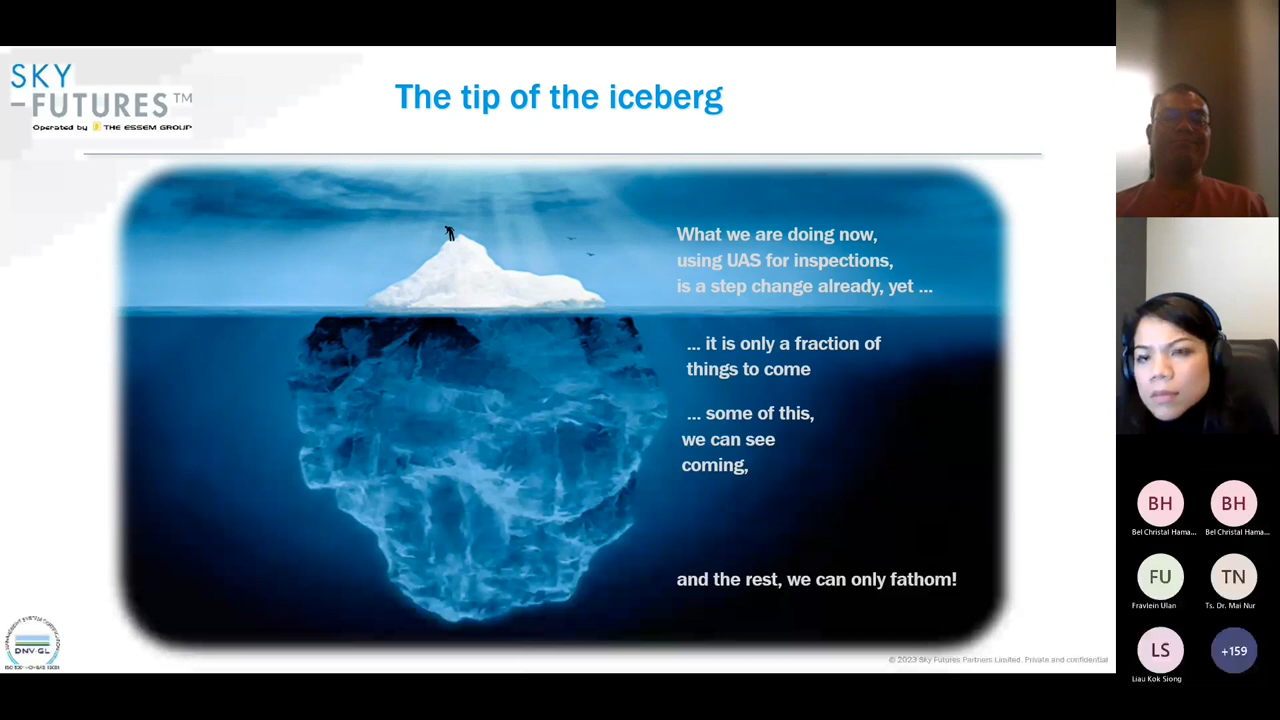 SKY
FUTURES™
Operated by THE ESSEM GROUP
The tip of the iceberg
What we are doing now,
using UAS for inspections,
is a step change already, yet ...
... it is only a fraction of
things to come
... some of this,
we can see
coming,
and the rest, we can only fathom!
DNV·GL
© 2023 Sky Futures Partners Limited. Private and confidential
BH
BH
Bel Christal Hama...
Bel Christal Hama...
FU
TN
Fravlein Ulan
Ts. Dr. Mai Nur
LS
+159
Liau Kok Siong